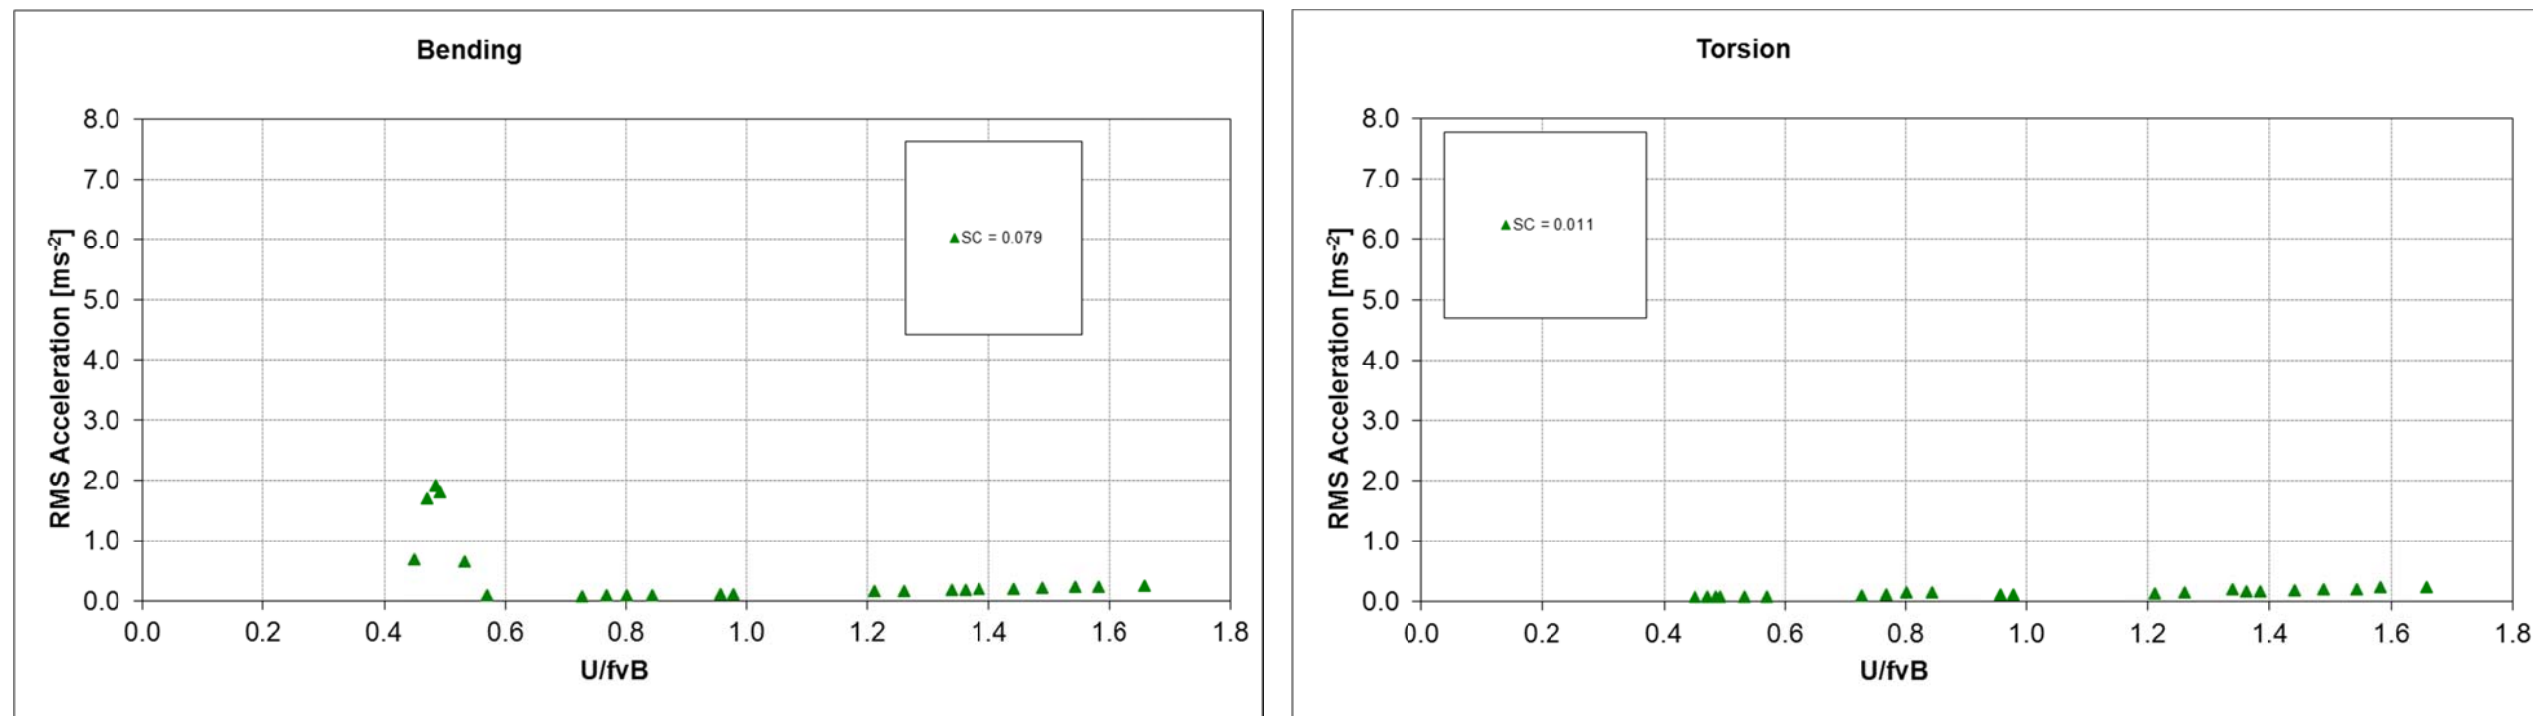 Bending
8.0
7.0
6.0
5.0
4.0
3.0
2.0
1.0
0.0
RMS Acceleration [ms⁻²]
SC = 0.079
0.0 0.2 0.4 0.6 0.8 1.0 1.2 1.4 1.6 1.8
U/fvB
Torsion
8.0
7.0
6.0
5.0
4.0
3.0
2.0
1.0
0.0
RMS Acceleration [ms⁻²]
SC = 0.011
0.0 0.2 0.4 0.6 0.8 1.0 1.2 1.4 1.6 1.8
U/fvB